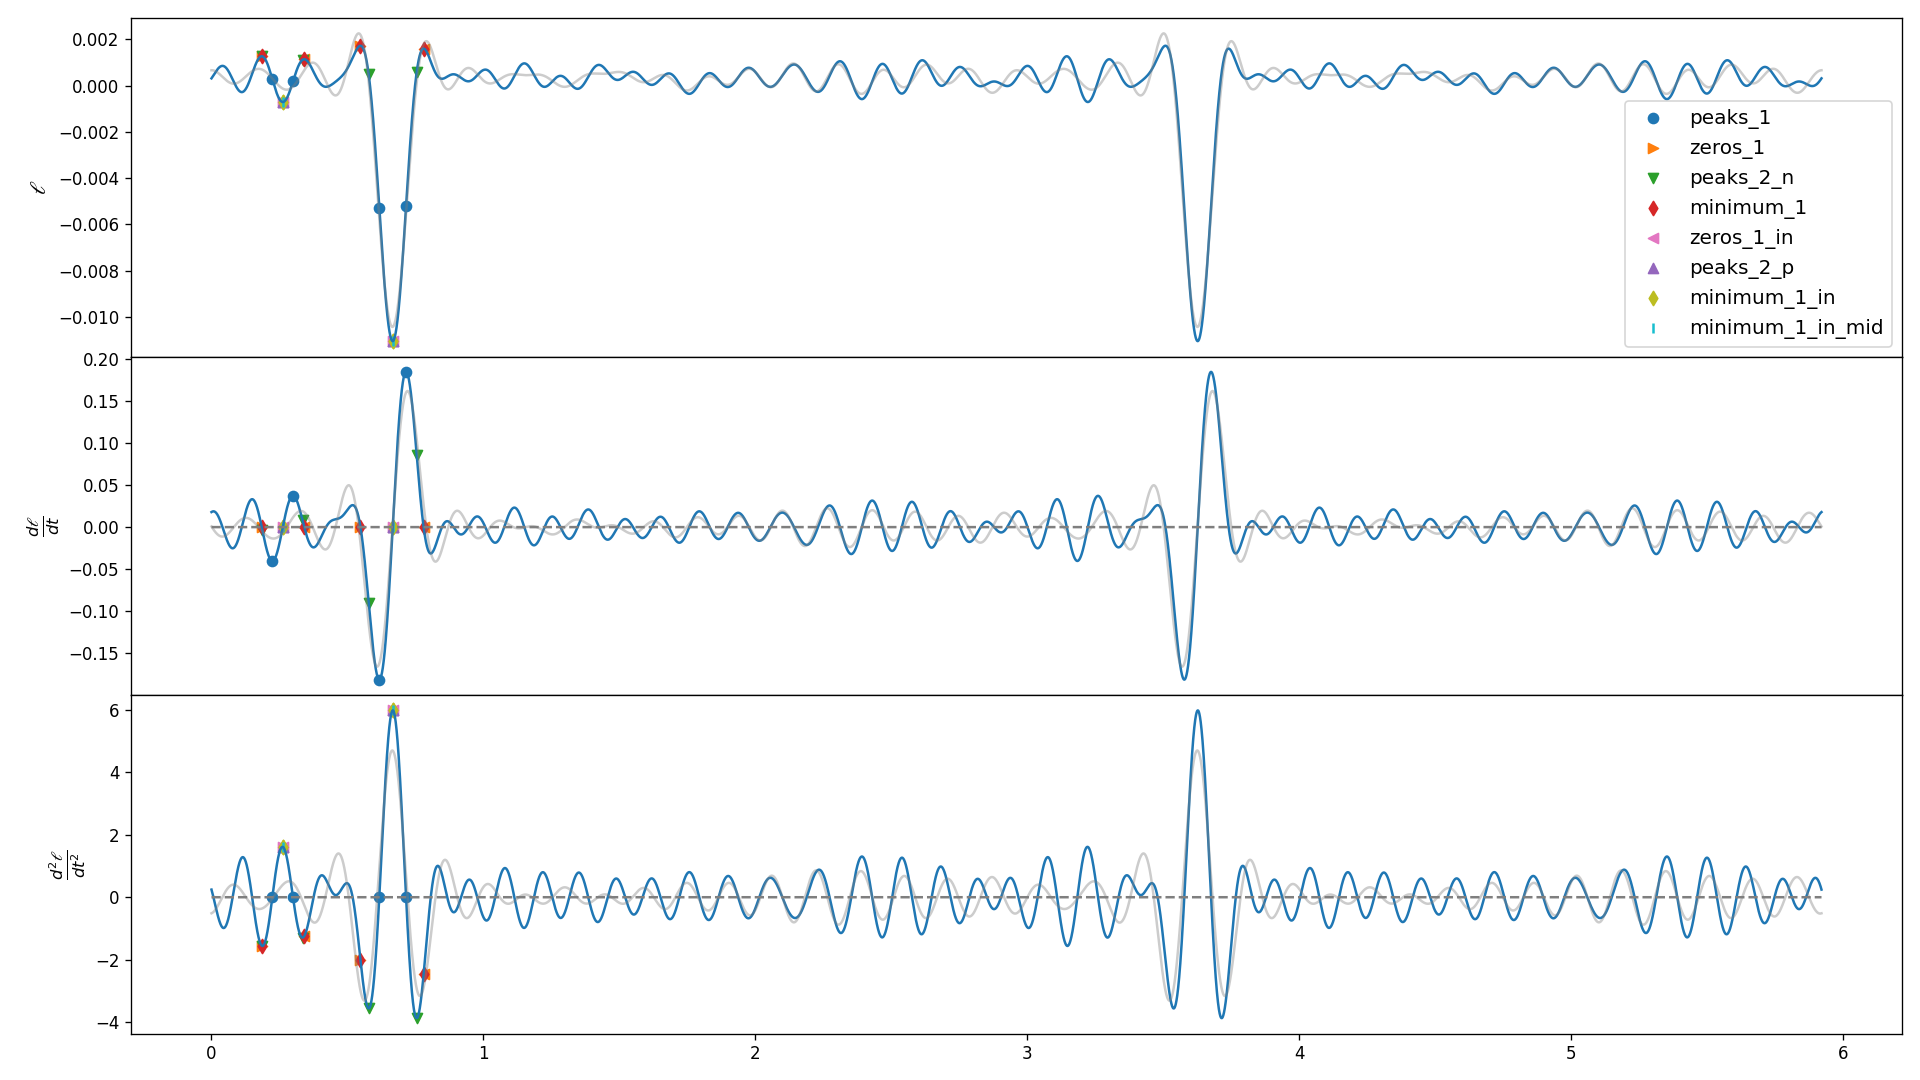 0.002
0.000
−0.002
−0.004
−0.006
−0.008
−0.010
ℓ
peaks_1
zeros_1
peaks_2_n
minimum_1
zeros_1_in
peaks_2_p
minimum_1_in
minimum_1_in_mid
0.20
0.15
0.10
0.05
0.00
−0.05
−0.10
−0.15
dℓ
dt
6
4
2
0
−2
−4
d²ℓ
dt²
0 1 2 3 4 5 6